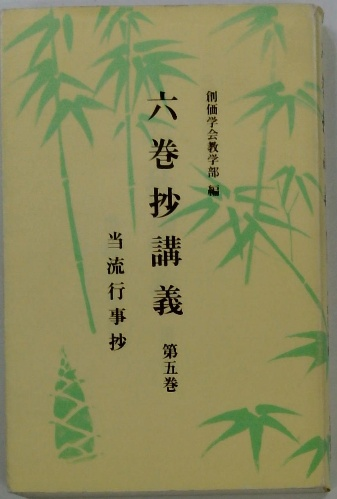 創価学会教学部 編
六巻抄講義 第五巻
当流行事抄